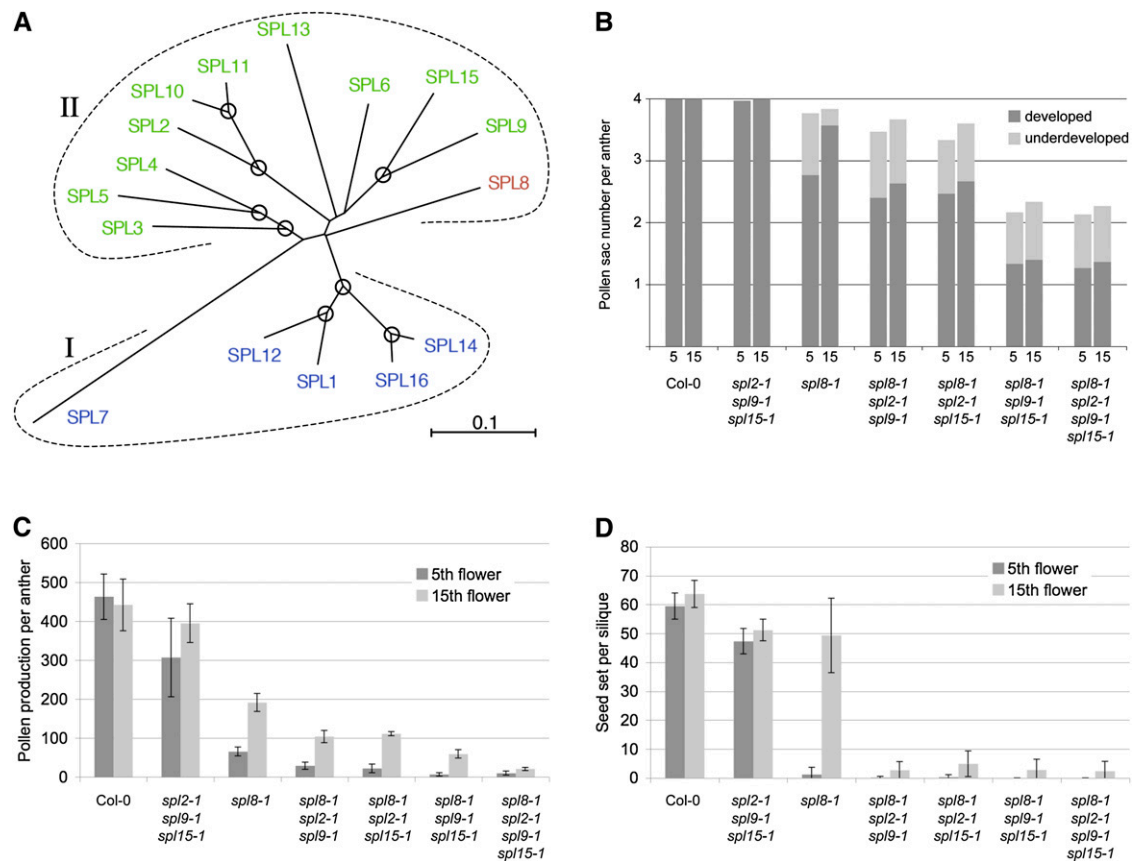 A
SPL13
SPL11
SPL6
SPL15
II
SPL10
SPL2
SPL9
SPL4
SPL8
SPL5
SPL3
I
SPL12
SPL14
SPL1
SPL16
SPL7
0.1
B
Pollen sac number per anther
4
3
2
1
developed
underdeveloped
5 15 5 15 5 15 5 15 5 15 5 15 5 15
Col-0 spl2-1 spl8-1 spl8-1 spl8-1 spl8-1 spl8-1
spl9-1 spl2-1 spl2-1 spl9-1 spl2-1
spl15-1 spl9-1 spl15-1 spl15-1 spl9-1
spl15-1
C
Pollen production per anther
600
500
400
300
200
100
0
5th flower
15th flower
Col-0 spl2-1 spl8-1 spl8-1 spl8-1 spl8-1 spl8-1
spl9-1 spl2-1 spl2-1 spl9-1 spl2-1
spl15-1 spl9-1 spl15-1 spl15-1 spl9-1
spl15-1
D
Seed set per silique
80
70
60
50
40
30
20
10
0
5th flower
15th flower
Col-0 spl2-1 spl8-1 spl8-1 spl8-1 spl8-1 spl8-1
spl9-1 spl2-1 spl2-1 spl9-1 spl2-1
spl15-1 spl9-1 spl15-1 spl15-1 spl9-1
spl15-1